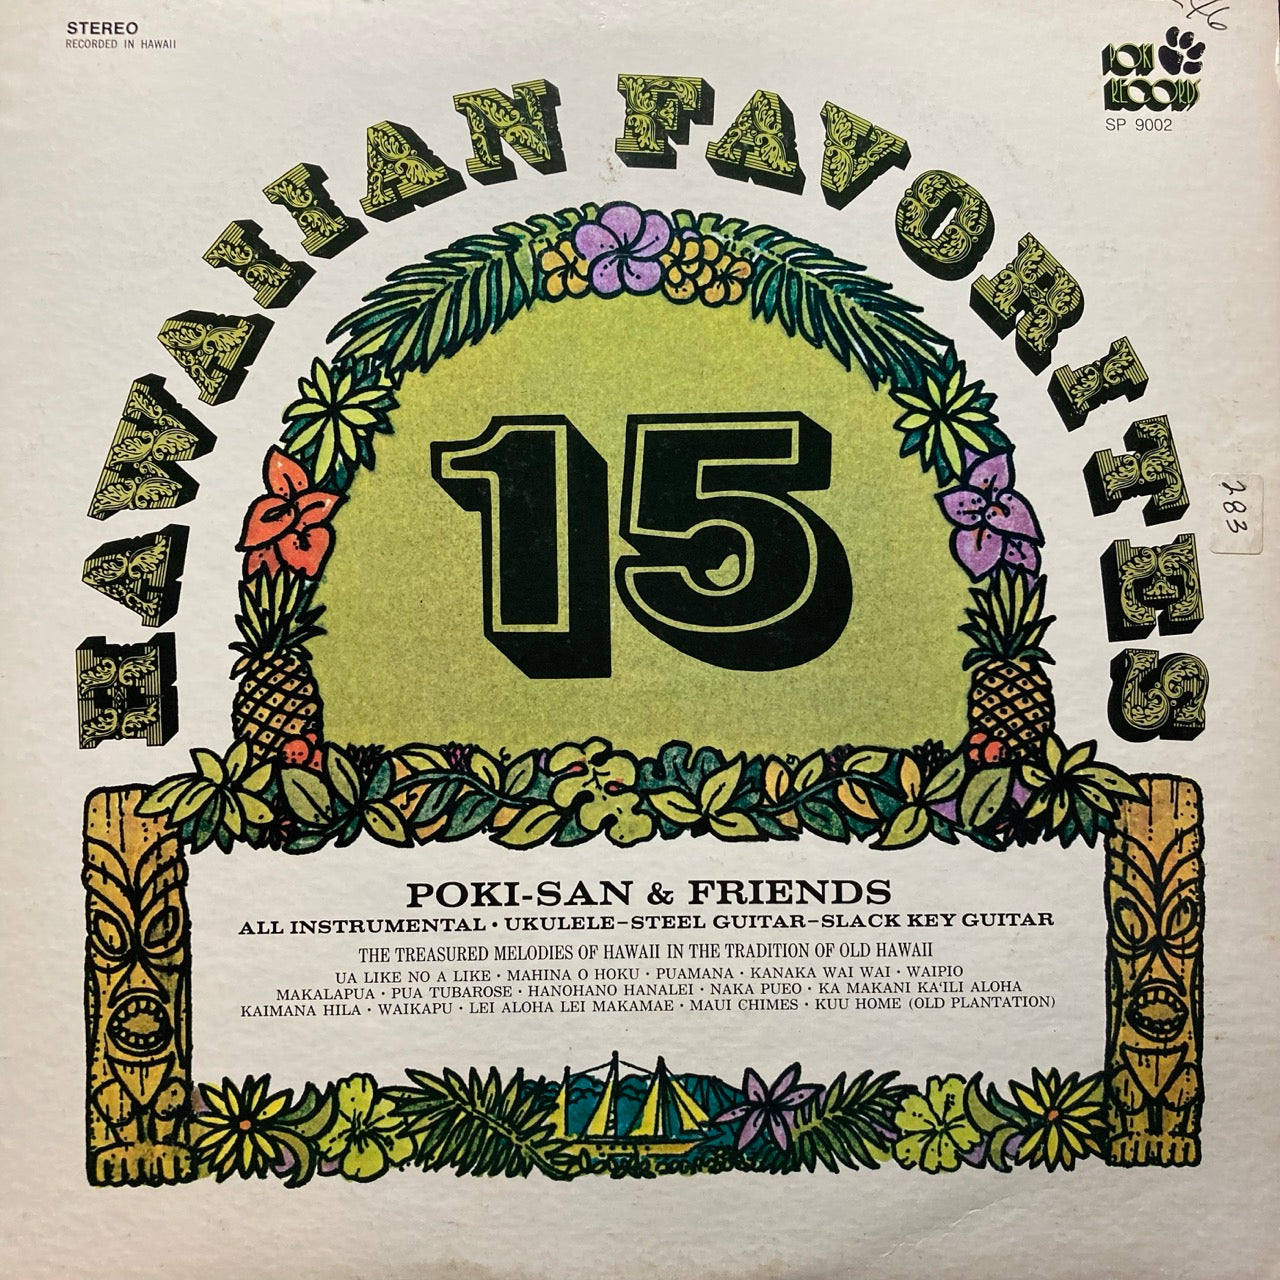 STEREO
RECORDED IN HAWAII
POKI
RECORDS
SP 9002
HAWAIIAN FAVORITES
15
283
POKI-SAN & FRIENDS
ALL INSTRUMENTAL • UKULELE–STEEL GUITAR–SLACK KEY GUITAR
THE TREASURED MELODIES OF HAWAII IN THE TRADITION OF OLD HAWAII
UA LIKE NO A LIKE • MAHINA O HOKU • PUAMANA • KANAKA WAI WAI • WAIPIO
MAKALAPUA • PUA TUBAROSE • HANOHANO HANALEI • NAKA PUEO • KA MAKANI KA'ILI ALOHA
KAIMANA HILA • WAIKAPU • LEI ALOHA LEI MAKAMAE • MAUI CHIMES • KUU HOME (OLD PLANTATION)